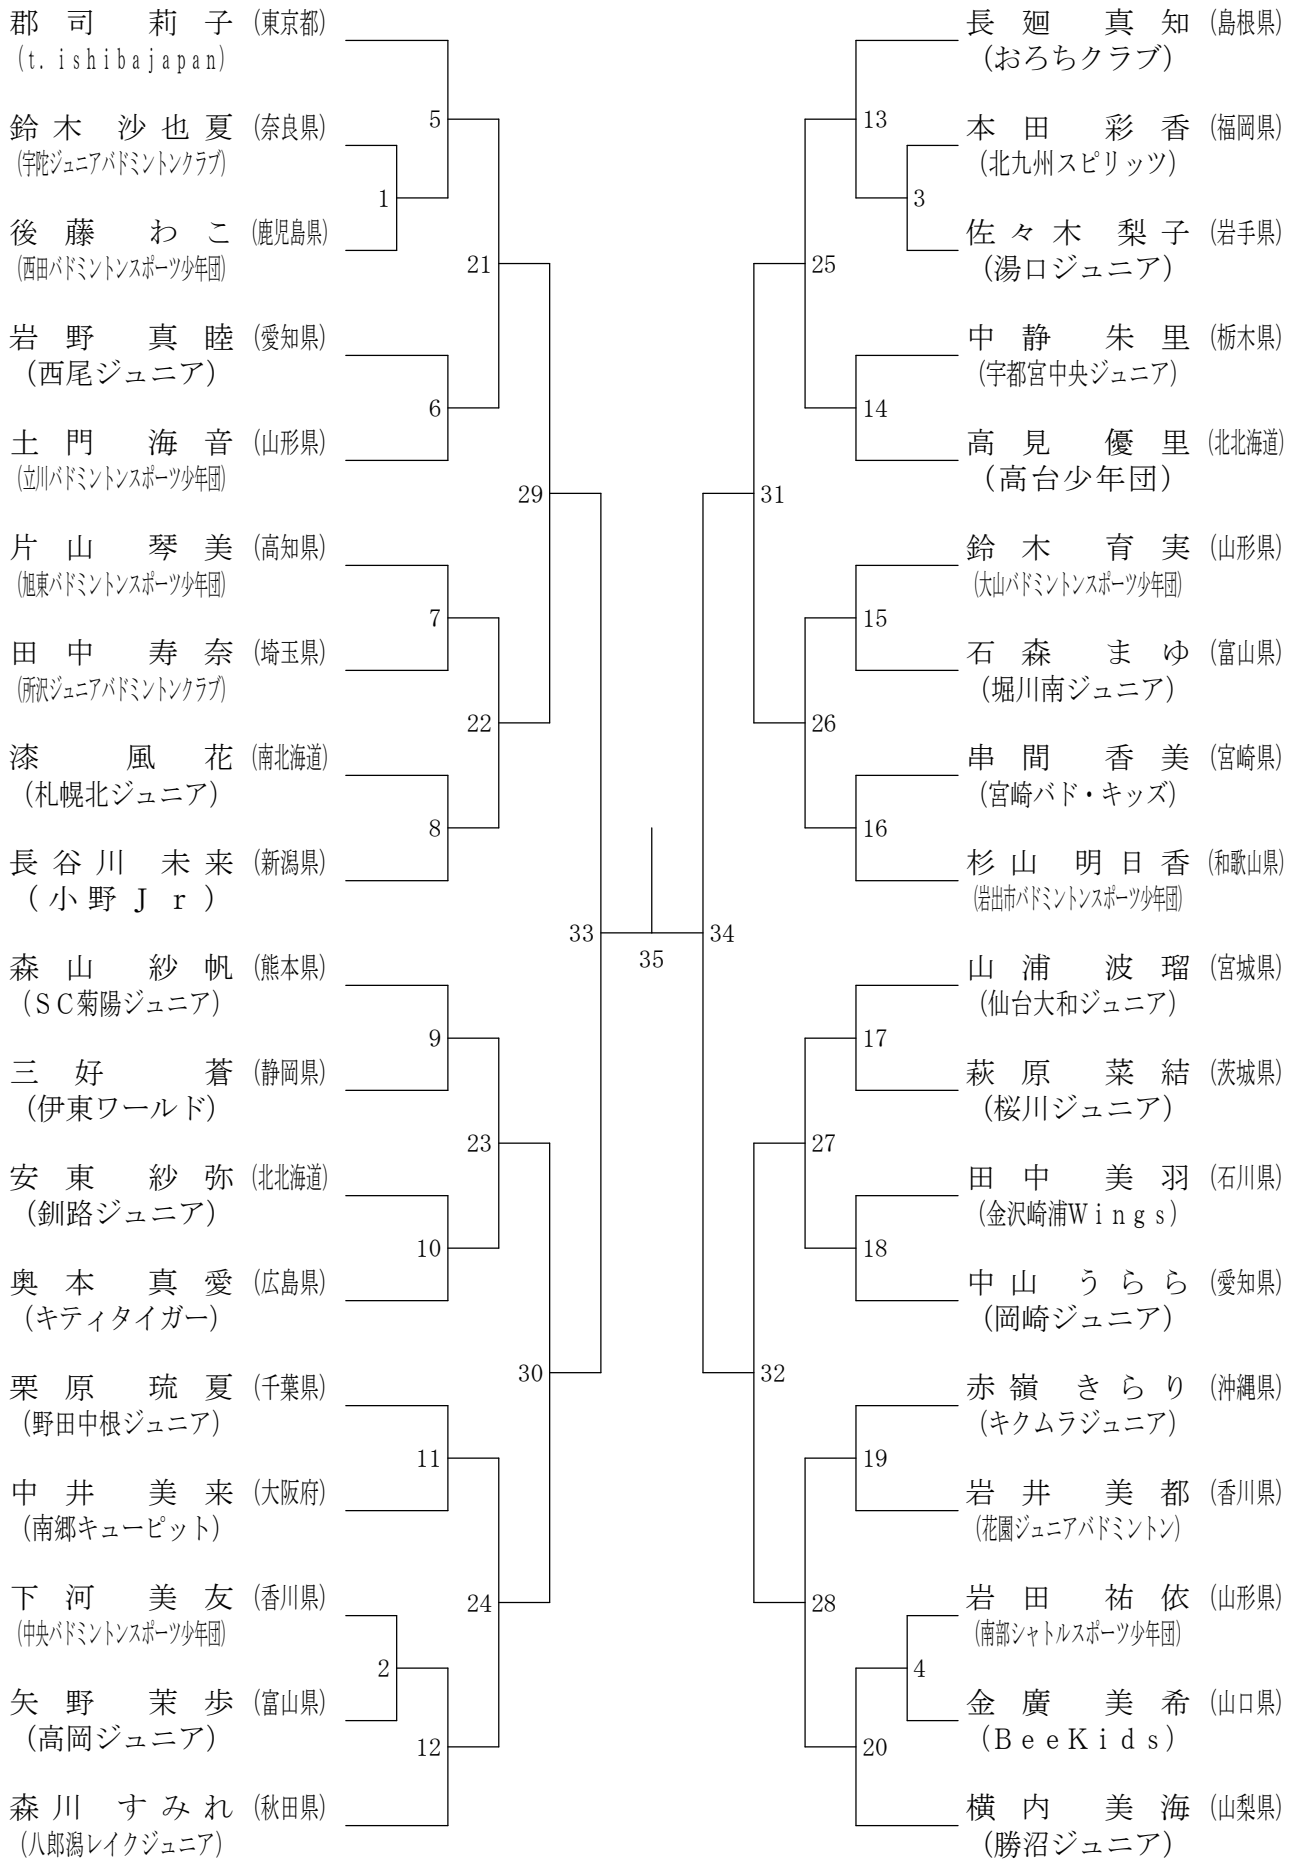 郡司 莉子 (東京都)
(t. ishibajapan)
5
鈴木 沙也夏 (奈良県)
(宇陀ジュニアバドミントンクラブ)
1
後藤 わこ (鹿児島県)
(西田バドミントンスポーツ少年団)
21
岩野 真睦 (愛知県)
(西尾ジュニア)
6
土門 海音 (山形県)
(立川バドミントンスポーツ少年団)
29
片山 琴美 (高知県)
(旭東バドミントンスポーツ少年団)
7
田中 寿奈 (埼玉県)
(所沢ジュニアバドミントンクラブ)
22
漆 風花 (南北海道)
(札幌北ジュニア)
8
長谷川 未来 (新潟県)
(小野Jr)
33
森山 紗帆 (熊本県)
(SC菊陽ジュニア)
9
三好 蒼 (静岡県)
(伊東ワールド)
23
安東 紗弥 (北北海道)
(釧路ジュニア)
10
奥本 真愛 (広島県)
(キティタイガー)
30
栗原 琉夏 (千葉県)
(野田中根ジュニア)
11
中井 美来 (大阪府)
(南郷キューピット)
24
下河 美友 (香川県)
(中央バドミントンスポーツ少年団)
2
矢野 茉歩 (富山県)
(高岡ジュニア)
12
森川 すみれ (秋田県)
(八郎潟レイクジュニア)
35
長廻 真知 (島根県)
(おろちクラブ)
13
本田 彩香 (福岡県)
(北九州スピリッツ)
3
佐々木 梨子 (岩手県)
(湯口ジュニア)
25
中静 朱里 (栃木県)
(宇都宮中央ジュニア)
14
高見 優里 (北北海道)
(高台少年団)
31
鈴木 育実 (山形県)
(大山バドミントンスポーツ少年団)
15
石森 まゆ (富山県)
(堀川南ジュニア)
26
串間 香美 (宮崎県)
(宮崎バド・キッズ)
16
杉山 明日香 (和歌山県)
(岩出市バドミントンスポーツ少年団)
34
山浦 波瑠 (宮城県)
(仙台大和ジュニア)
17
萩原 菜結 (茨城県)
(桜川ジュニア)
27
田中 美羽 (石川県)
(金沢崎浦Wings)
18
中山 うらら (愛知県)
(岡崎ジュニア)
32
赤嶺 きらり (沖縄県)
(キクムラジュニア)
19
岩井 美都 (香川県)
(花園ジュニアバドミントン)
28
岩田 祐依 (山形県)
(南部シャトルスポーツ少年団)
4
金廣 美希 (山口県)
(BeeKids)
20
横内 美海 (山梨県)
(勝沼ジュニア)